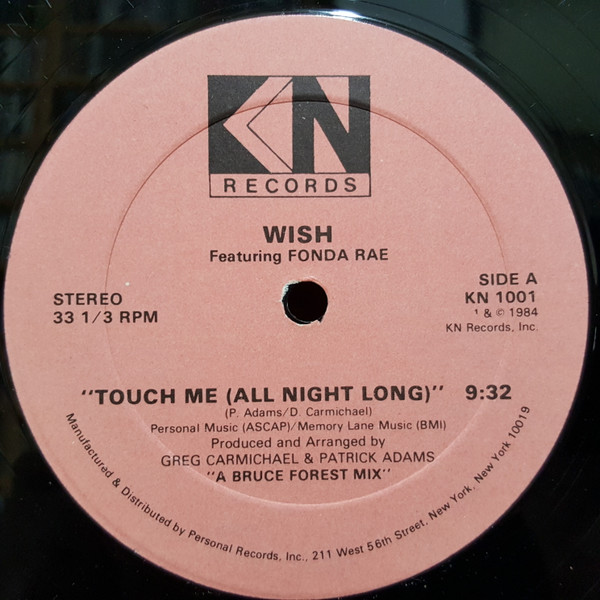 KN
RECORDS
WISH
Featuring FONDA RAE
STEREO
33 1/3 RPM
SIDE A
KN 1001
¹ & © 1984
KN Records, Inc.
"TOUCH ME (ALL NIGHT LONG)" 9:32
(P. Adams/D. Carmichael)
Personal Music (ASCAP)/Memory Lane Music (BMI)
Produced and Arranged by
GREG CARMICHAEL & PATRICK ADAMS
"A BRUCE FOREST MIX"
Manufactured & Distributed by Personal Records, Inc., 211 West 56th Street, New York, New York 10019